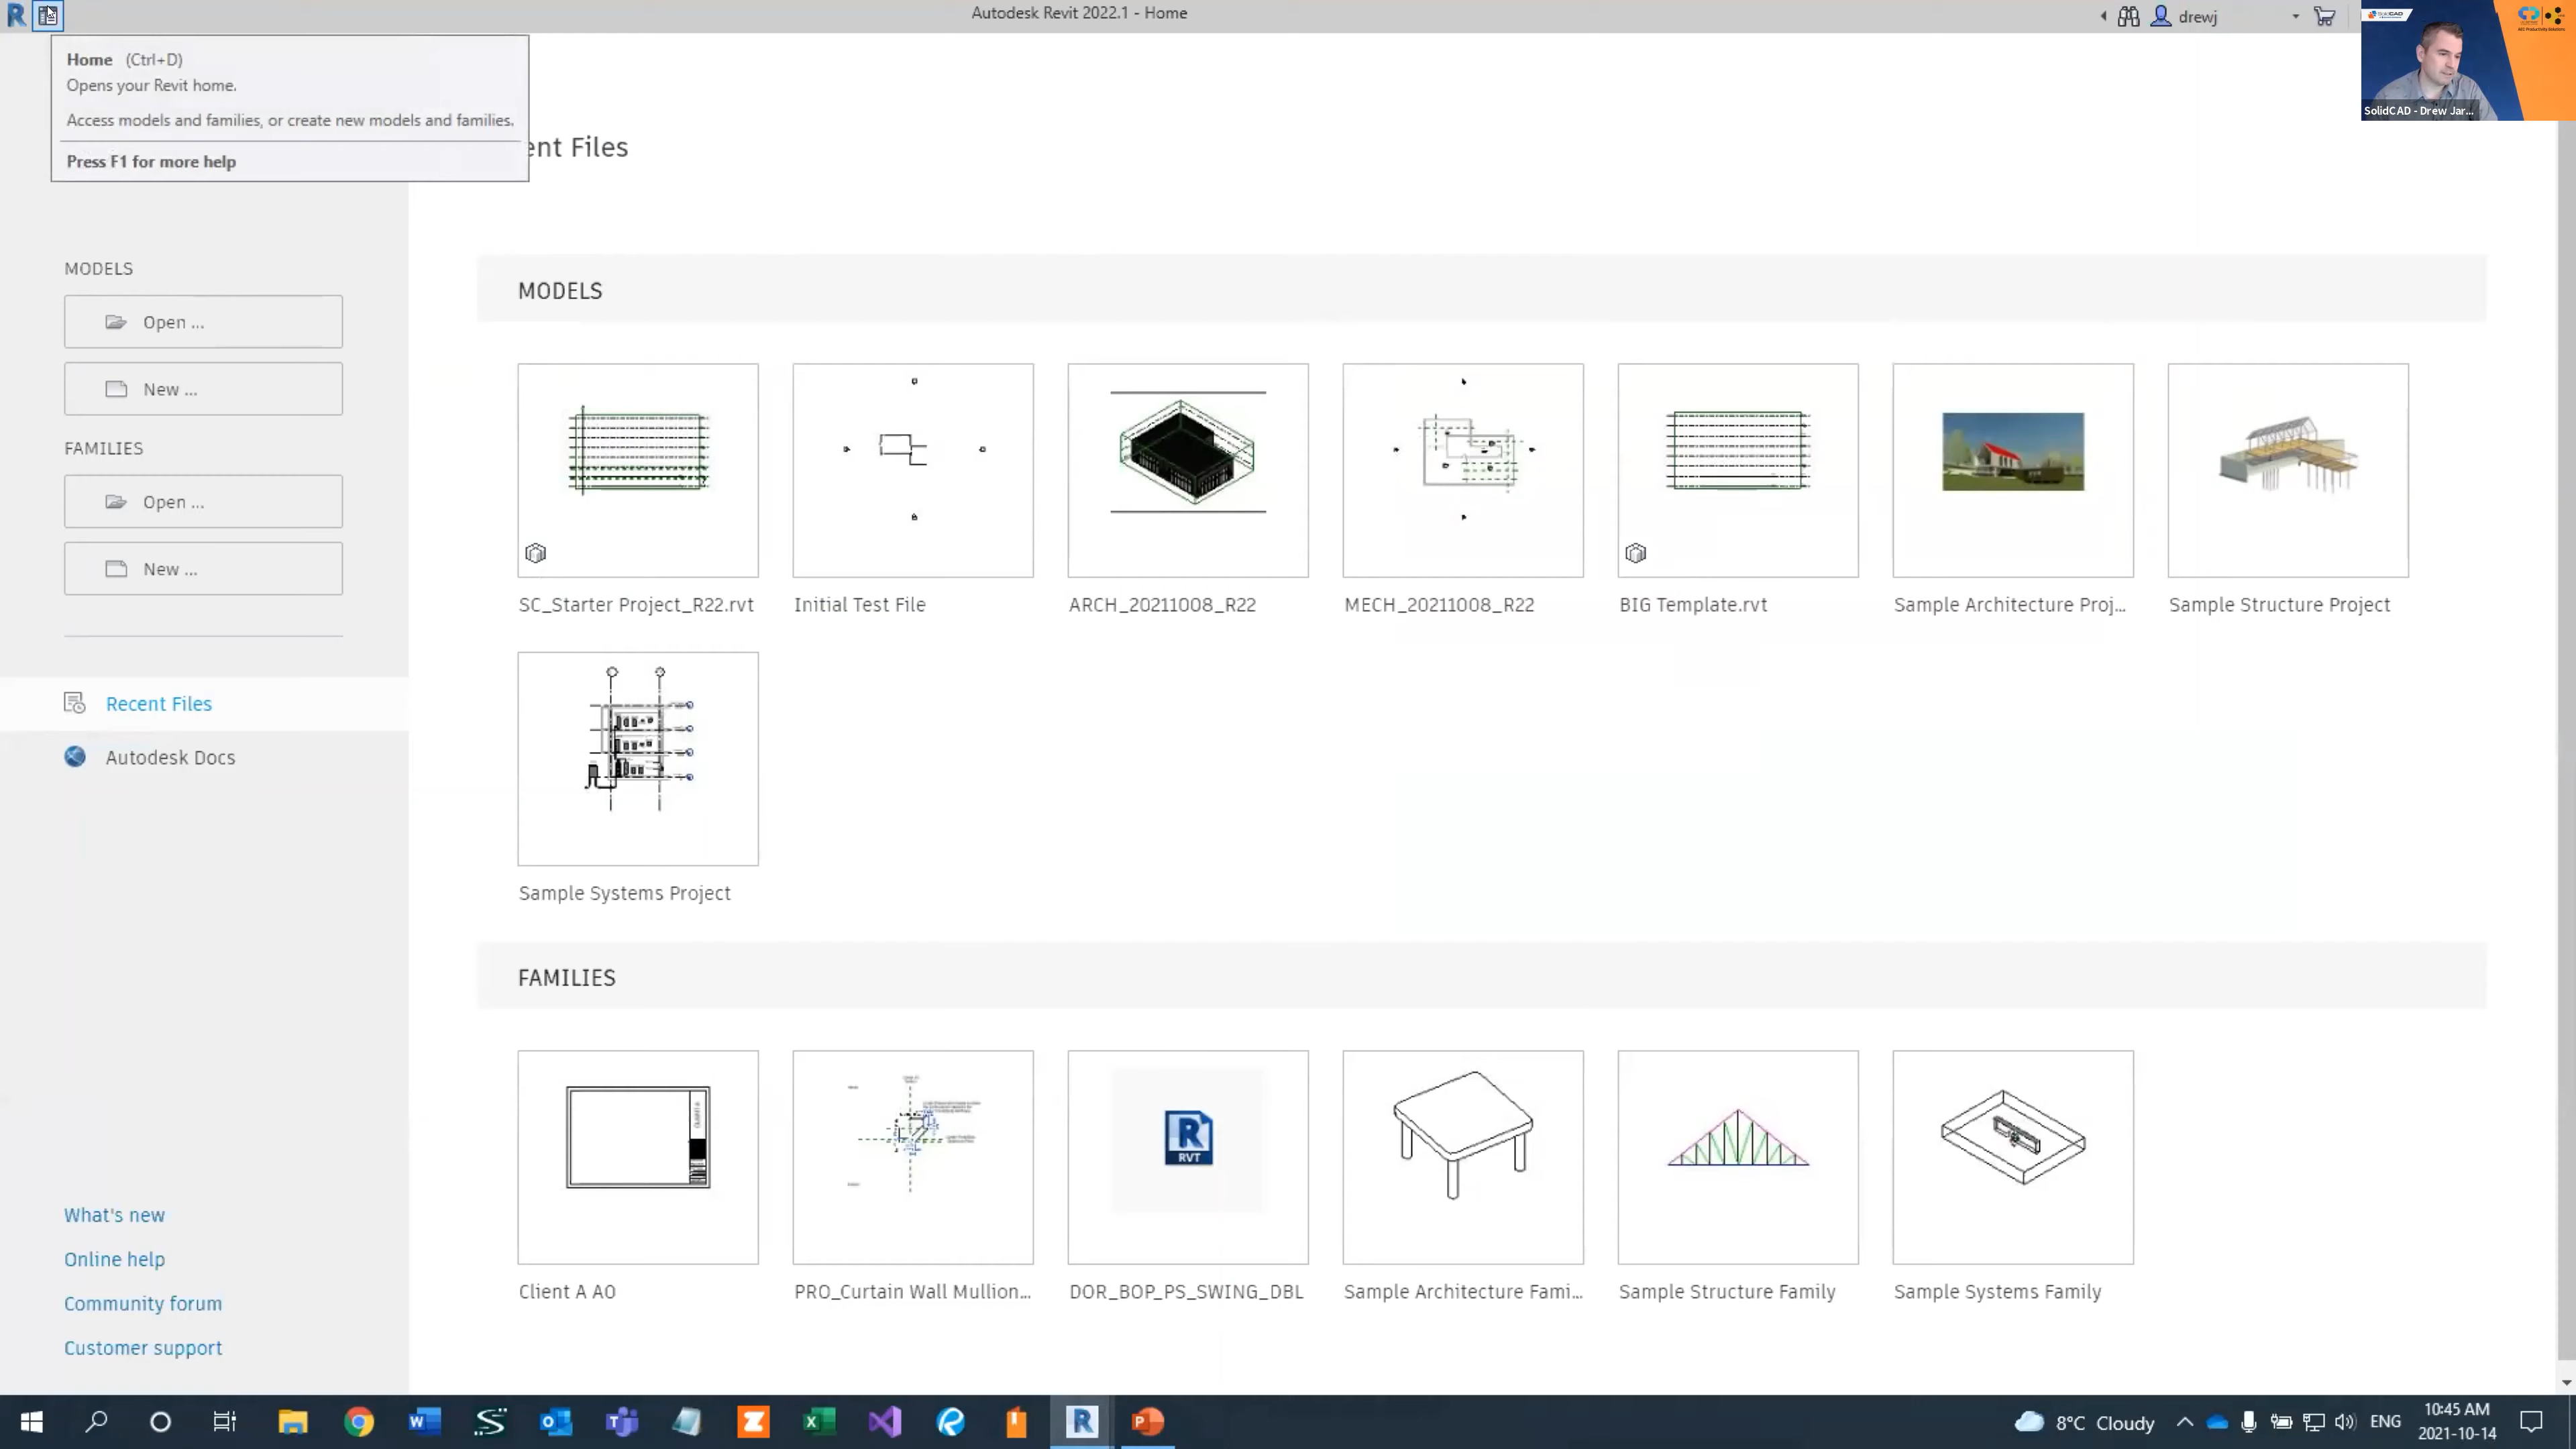 Autodesk Revit 2022.1 - Home
drewj
SolidCAD - Drew Jar...
Home (Ctrl+D)
Opens your Revit home.
Access models and families, or create new models and families.
Press F1 for more help
ent Files
MODELS
Open ...
New ...
FAMILIES
Open ...
New ...
Recent Files
Autodesk Docs
What's new
Online help
Community forum
Customer support
MODELS
SC_Starter Project_R22.rvt
Initial Test File
ARCH_20211008_R22
MECH_20211008_R22
BIG Template.rvt
Sample Architecture Proj...
Sample Structure Project
Sample Systems Project
FAMILIES
RVT
Client A A0
PRO_Curtain Wall Mullion...
DOR_BOP_PS_SWING_DBL
Sample Architecture Fami...
Sample Structure Family
Sample Systems Family
8°C Cloudy
ENG
10:45 AM
2021-10-14